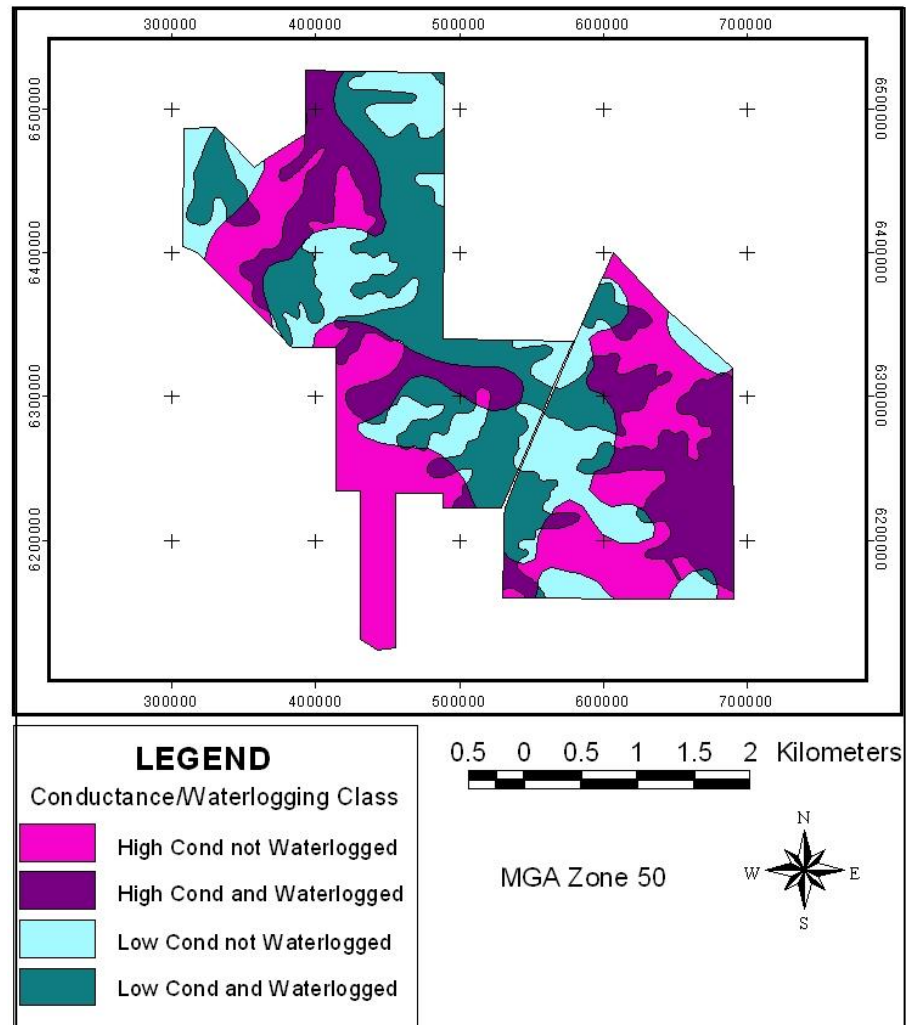 300000 400000 500000 600000 700000
6500000 6500000
6400000 6400000
6300000 6300000
6200000 6200000
300000 400000 500000 600000 700000
LEGEND
Conductance/Waterlogging Class
High Cond not Waterlogged
High Cond and Waterlogged
Low Cond not Waterlogged
Low Cond and Waterlogged
0.5 0 0.5 1 1.5 2 Kilometers
MGA Zone 50
N
W E
S